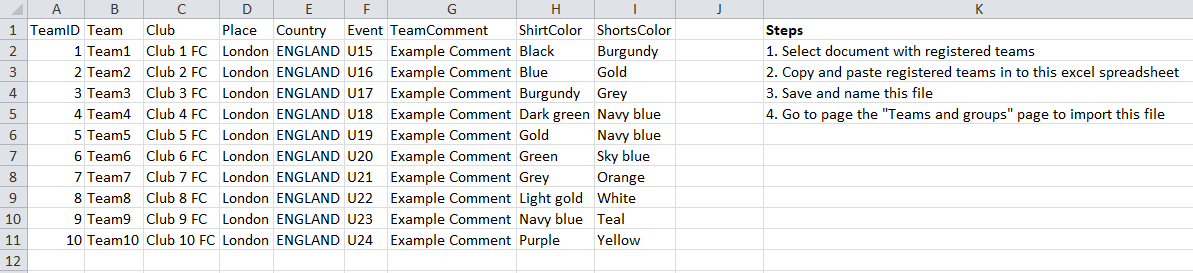 A B C D E F G H I J K
1 TeamID Team Club Place Country Event TeamComment ShirtColor ShortsColor Steps
2 1 Team1 Club 1 FC London ENGLAND U15 Example Comment Black Burgundy 1. Select document with registered teams
3 2 Team2 Club 2 FC London ENGLAND U16 Example Comment Blue Gold 2. Copy and paste registered teams in to this excel spreadsheet
4 3 Team3 Club 3 FC London ENGLAND U17 Example Comment Burgundy Grey 3. Save and name this file
5 4 Team4 Club 4 FC London ENGLAND U18 Example Comment Dark green Navy blue 4. Go to page the "Teams and groups" page to import this file
6 5 Team5 Club 5 FC London ENGLAND U19 Example Comment Gold Navy blue
7 6 Team6 Club 6 FC London ENGLAND U20 Example Comment Green Sky blue
8 7 Team7 Club 7 FC London ENGLAND U21 Example Comment Grey Orange
9 8 Team8 Club 8 FC London ENGLAND U22 Example Comment Light gold White
10 9 Team9 Club 9 FC London ENGLAND U23 Example Comment Navy blue Teal
11 10 Team10 Club 10 FC London ENGLAND U24 Example Comment Purple Yellow
12